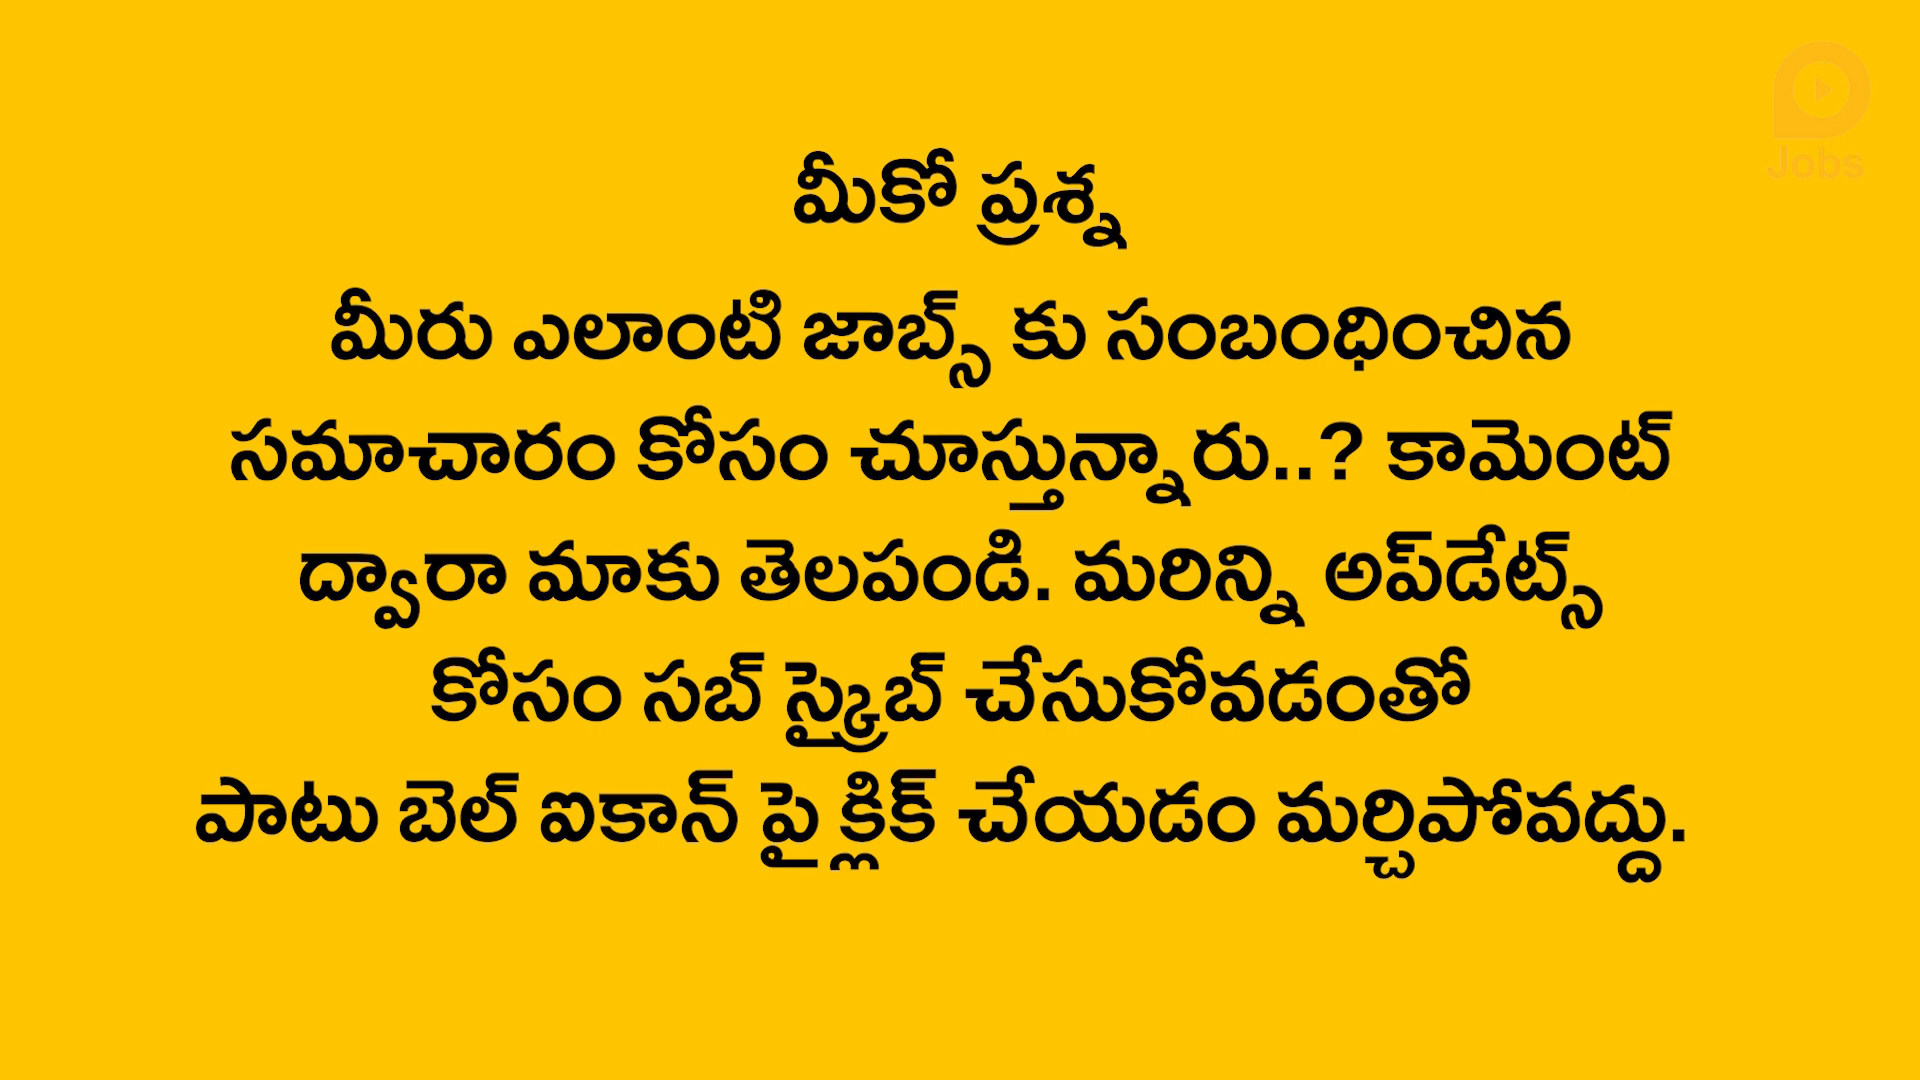 Jobs
మీకో ప్రశ్న
మీరు ఎలాంటి జాబ్స్ కు సంబంధించిన
సమాచారం కోసం చూస్తున్నారు..? కామెంట్
ద్వారా మాకు తెలపండి. మరిన్ని అప్‌డేట్స్
కోసం సబ్ స్క్రైబ్ చేసుకోవడంతో
పాటు బెల్ ఐకాన్ పై క్లిక్ చేయడం మర్చిపోవద్దు.